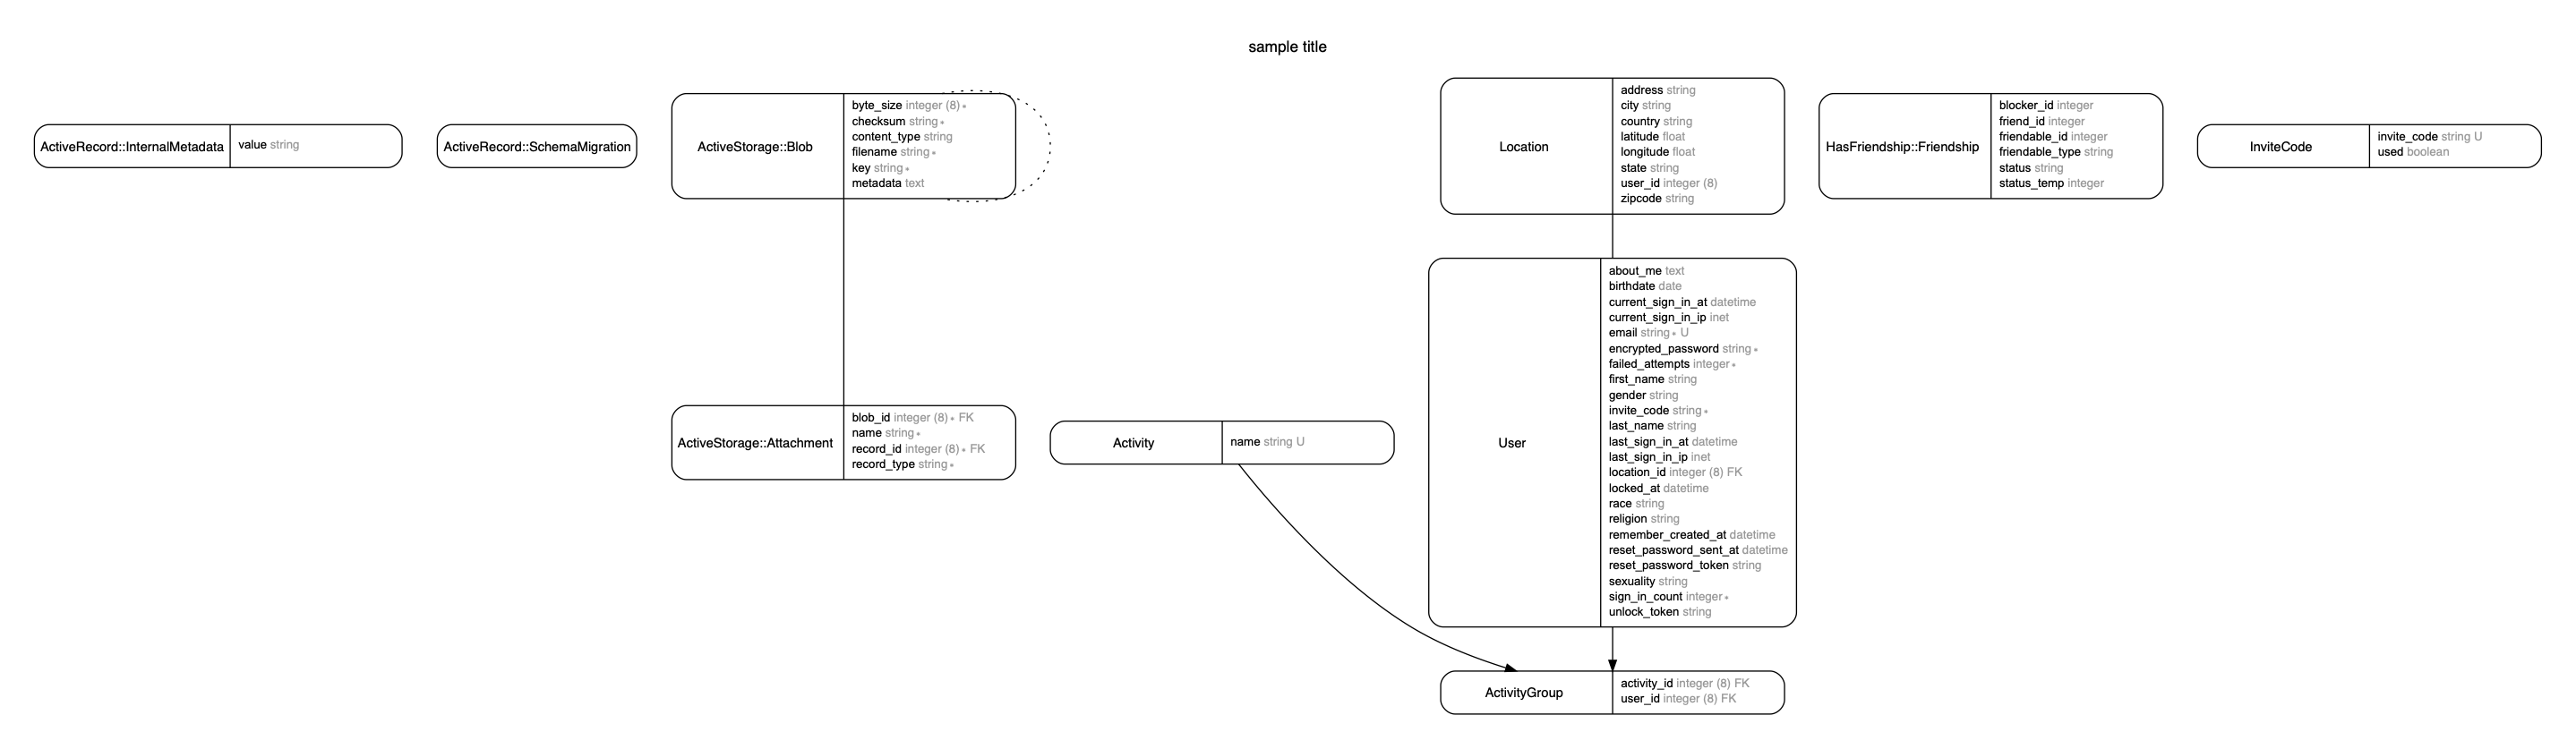 sample title
ActiveRecord::InternalMetadata
value string
ActiveRecord::SchemaMigration
ActiveStorage::Blob
byte_size integer (8) *
checksum string *
content_type string
filename string *
key string *
metadata text
Location
address string
city string
country string
latitude float
longitude float
state string
user_id integer (8)
zipcode string
HasFriendship::Friendship
blocker_id integer
friend_id integer
friendable_id integer
friendable_type string
status string
status_temp integer
InviteCode
invite_code string U
used boolean
ActiveStorage::Attachment
blob_id integer (8) * FK
name string *
record_id integer (8) * FK
record_type string *
Activity
name string U
User
about_me text
birthdate date
current_sign_in_at datetime
current_sign_in_ip inet
email string * U
encrypted_password string *
failed_attempts integer *
first_name string
gender string
invite_code string *
last_name string
last_sign_in_at datetime
last_sign_in_ip inet
location_id integer (8) FK
locked_at datetime
race string
religion string
remember_created_at datetime
reset_password_sent_at datetime
reset_password_token string
sexuality string
sign_in_count integer *
unlock_token string
ActivityGroup
activity_id integer (8) FK
user_id integer (8) FK